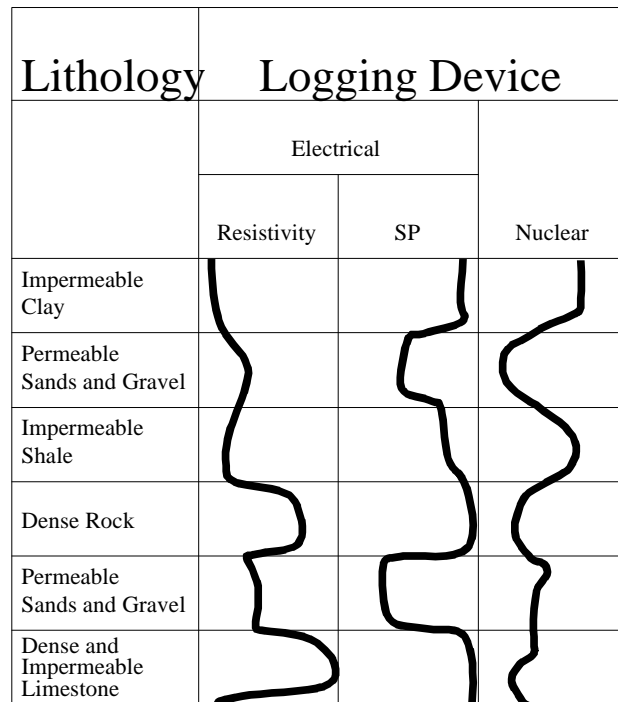 Lithology
Logging Device
Electrical
Resistivity
SP
Nuclear
Impermeable
Clay
Permeable
Sands and Gravel
Impermeable
Shale
Dense Rock
Permeable
Sands and Gravel
Dense and
Impermeable
Limestone